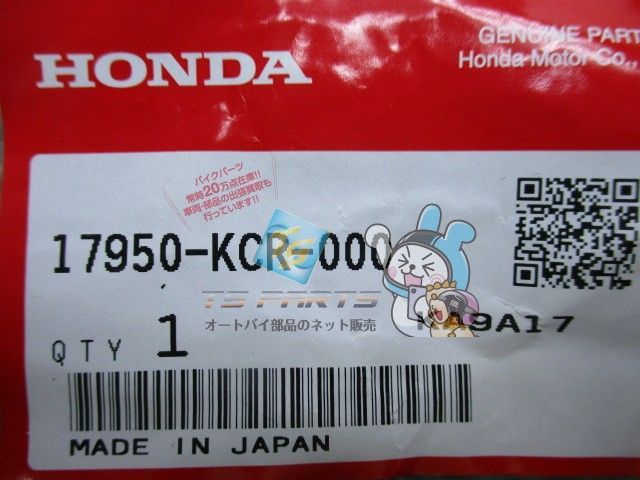 HONDA
GENUINE PART
Honda Motor Co.,
バイクパーツ
常時20万点在庫!!
車両・部品の出張買取も
行っています!!
17950-KCR-000
TS PARTS
オートバイ部品のネット販売
9A17
QTY 1
MADE IN JAPAN